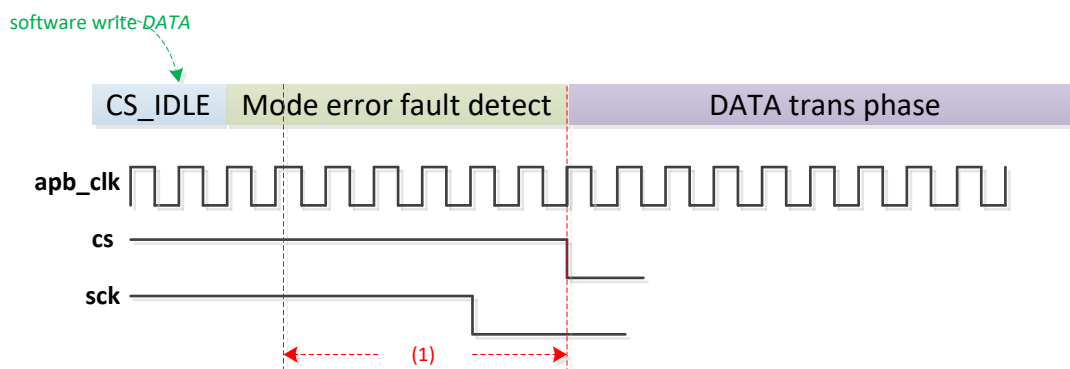 software write DATA
CS_IDLE Mode error fault detect DATA trans phase
apb_clk
cs
sck
(1)